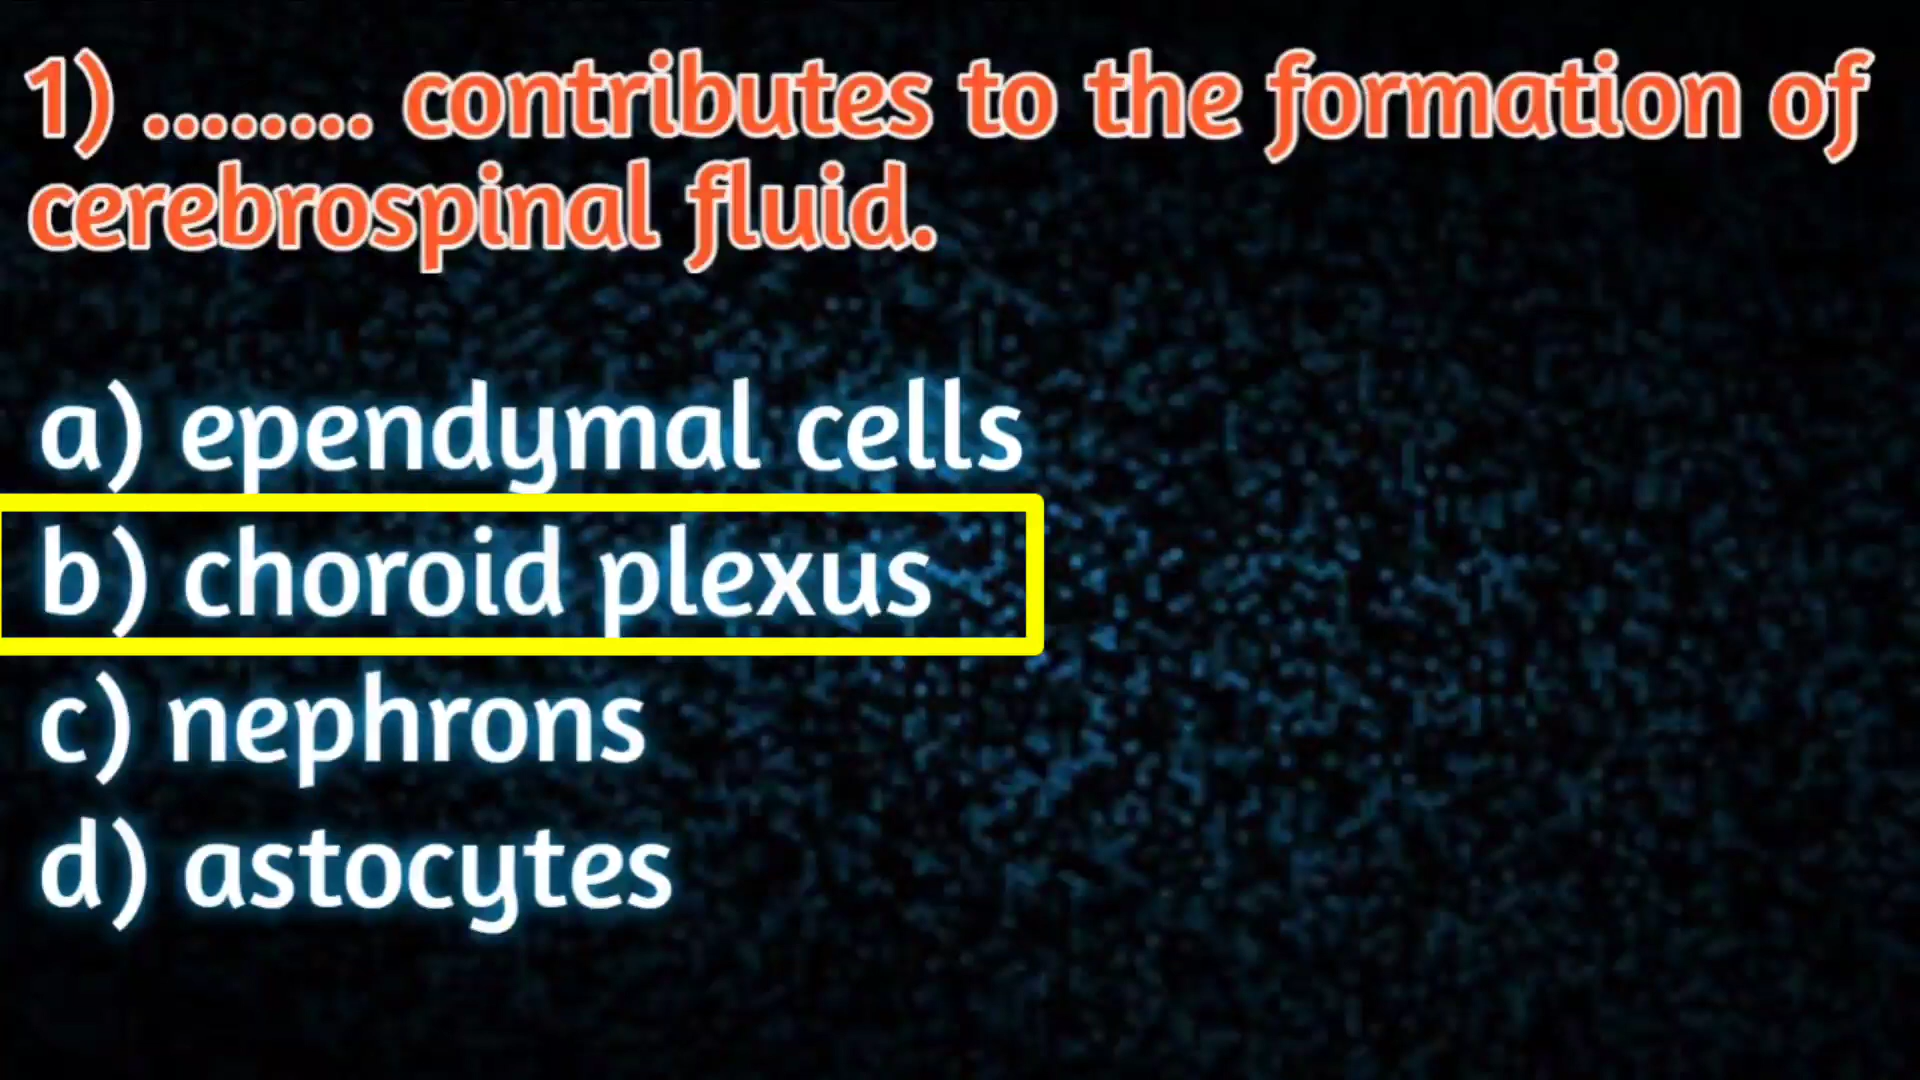 1) ........ contributes to the formation of
cerebrospinal fluid.
a) ependymal cells
b) choroid plexus
c) nephrons
d) astocytes